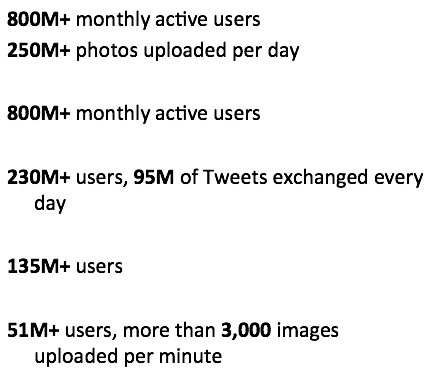 800M+ monthly active users
250M+ photos uploaded per day
800M+ monthly active users
230M+ users, 95M of Tweets exchanged every
day
135M+ users
51M+ users, more than 3,000 images
uploaded per minute